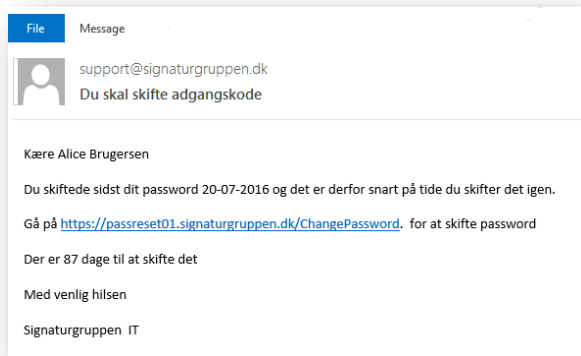 File Message
support@signaturgruppen.dk
Du skal skifte adgangskode
Kære Alice Brugersen
Du skiftede sidst dit password 20-07-2016 og det er derfor snart på tide du skifter det igen.
Gå på https://passreset01.signaturgruppen.dk/ChangePassword. for at skifte password
Der er 87 dage til at skifte det
Med venlig hilsen
Signaturgruppen IT